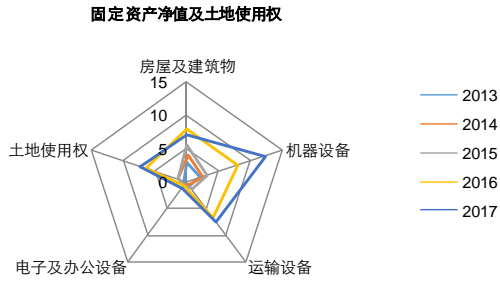 固定资产净值及土地使用权
房屋及建筑物
15
10
5
0
土地使用权
机器设备
电子及办公设备
运输设备
2013
2014
2015
2016
2017